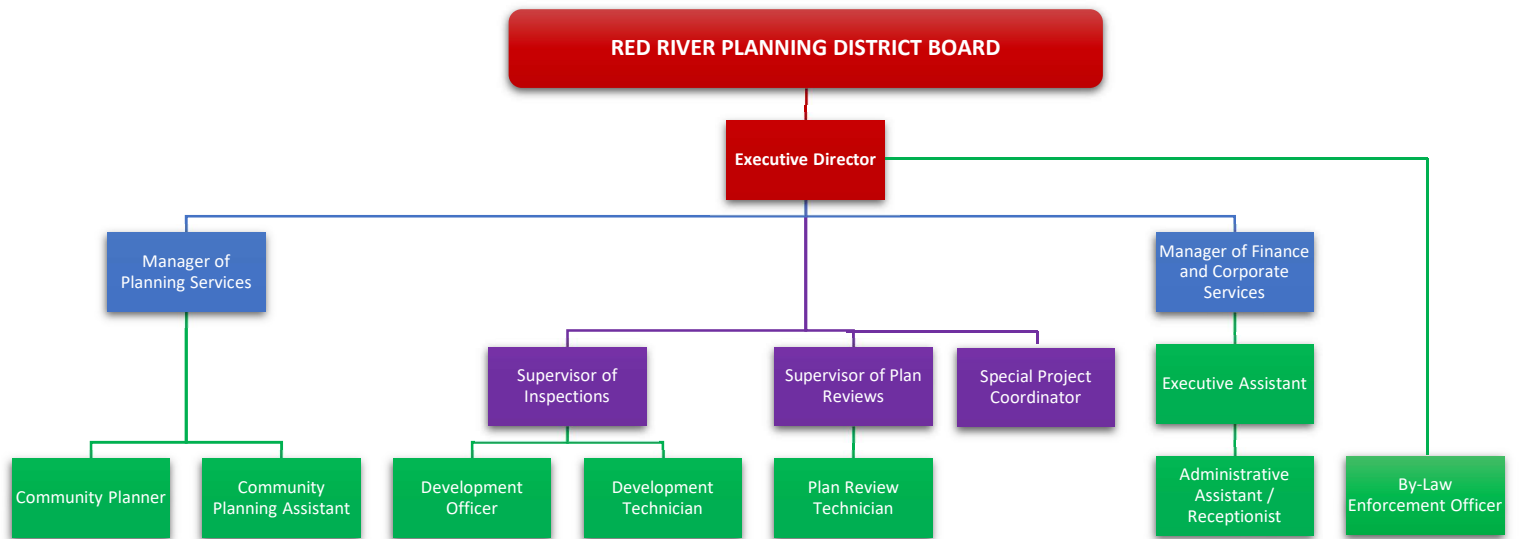 RED RIVER PLANNING DISTRICT BOARD
Executive Director
Manager of
Planning Services
Manager of Finance
and Corporate
Services
Supervisor of
Inspections
Supervisor of Plan
Reviews
Special Project
Coordinator
Executive Assistant
Community Planner
Community
Planning Assistant
Development
Officer
Development
Technician
Plan Review
Technician
Administrative
Assistant /
Receptionist
By-Law
Enforcement Officer